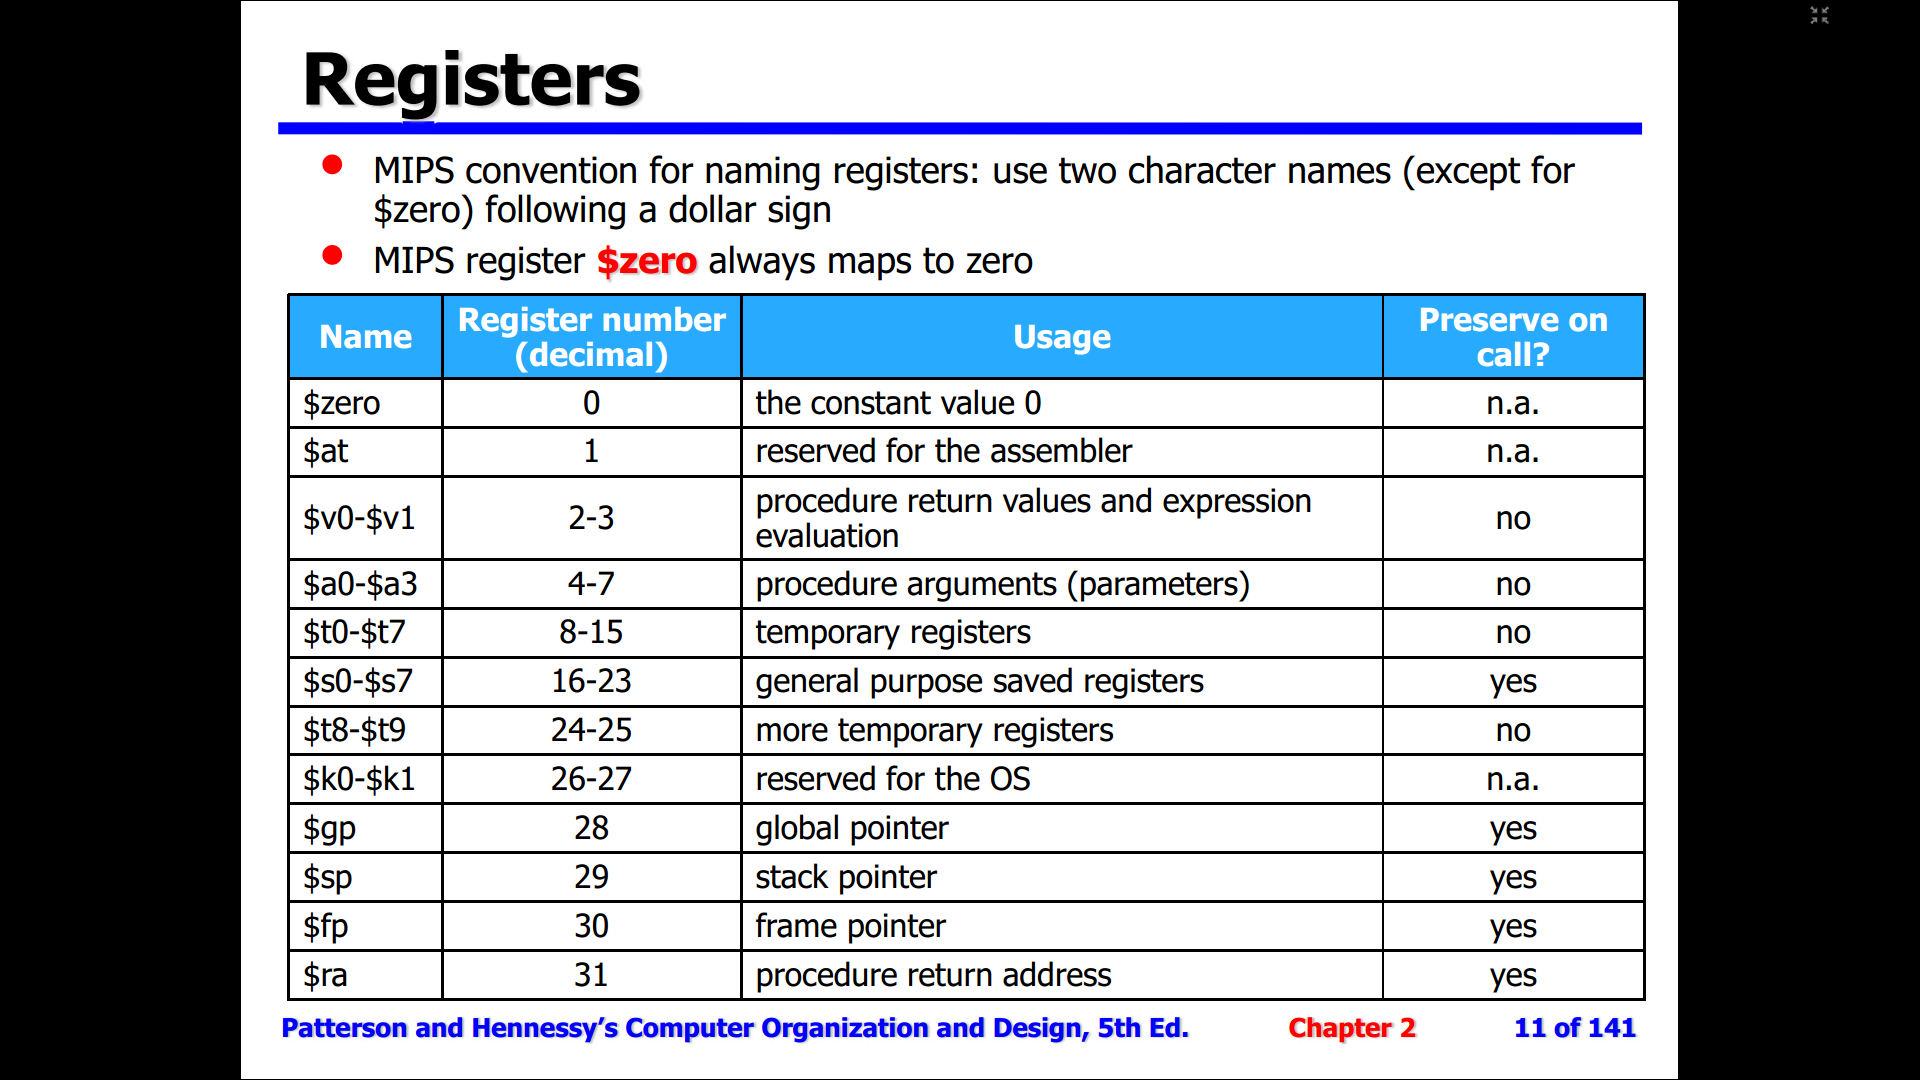 Registers
MIPS convention for naming registers: use two character names (except for
$zero) following a dollar sign
MIPS register $zero always maps to zero
Name Register number (decimal) Usage Preserve on call?
$zero 0 the constant value 0 n.a.
$at 1 reserved for the assembler n.a.
$v0-$v1 2-3 procedure return values and expression evaluation no
$a0-$a3 4-7 procedure arguments (parameters) no
$t0-$t7 8-15 temporary registers no
$s0-$s7 16-23 general purpose saved registers yes
$t8-$t9 24-25 more temporary registers no
$k0-$k1 26-27 reserved for the OS n.a.
$gp 28 global pointer yes
$sp 29 stack pointer yes
$fp 30 frame pointer yes
$ra 31 procedure return address yes
Patterson and Hennessy’s Computer Organization and Design, 5th Ed. Chapter 2 11 of 141